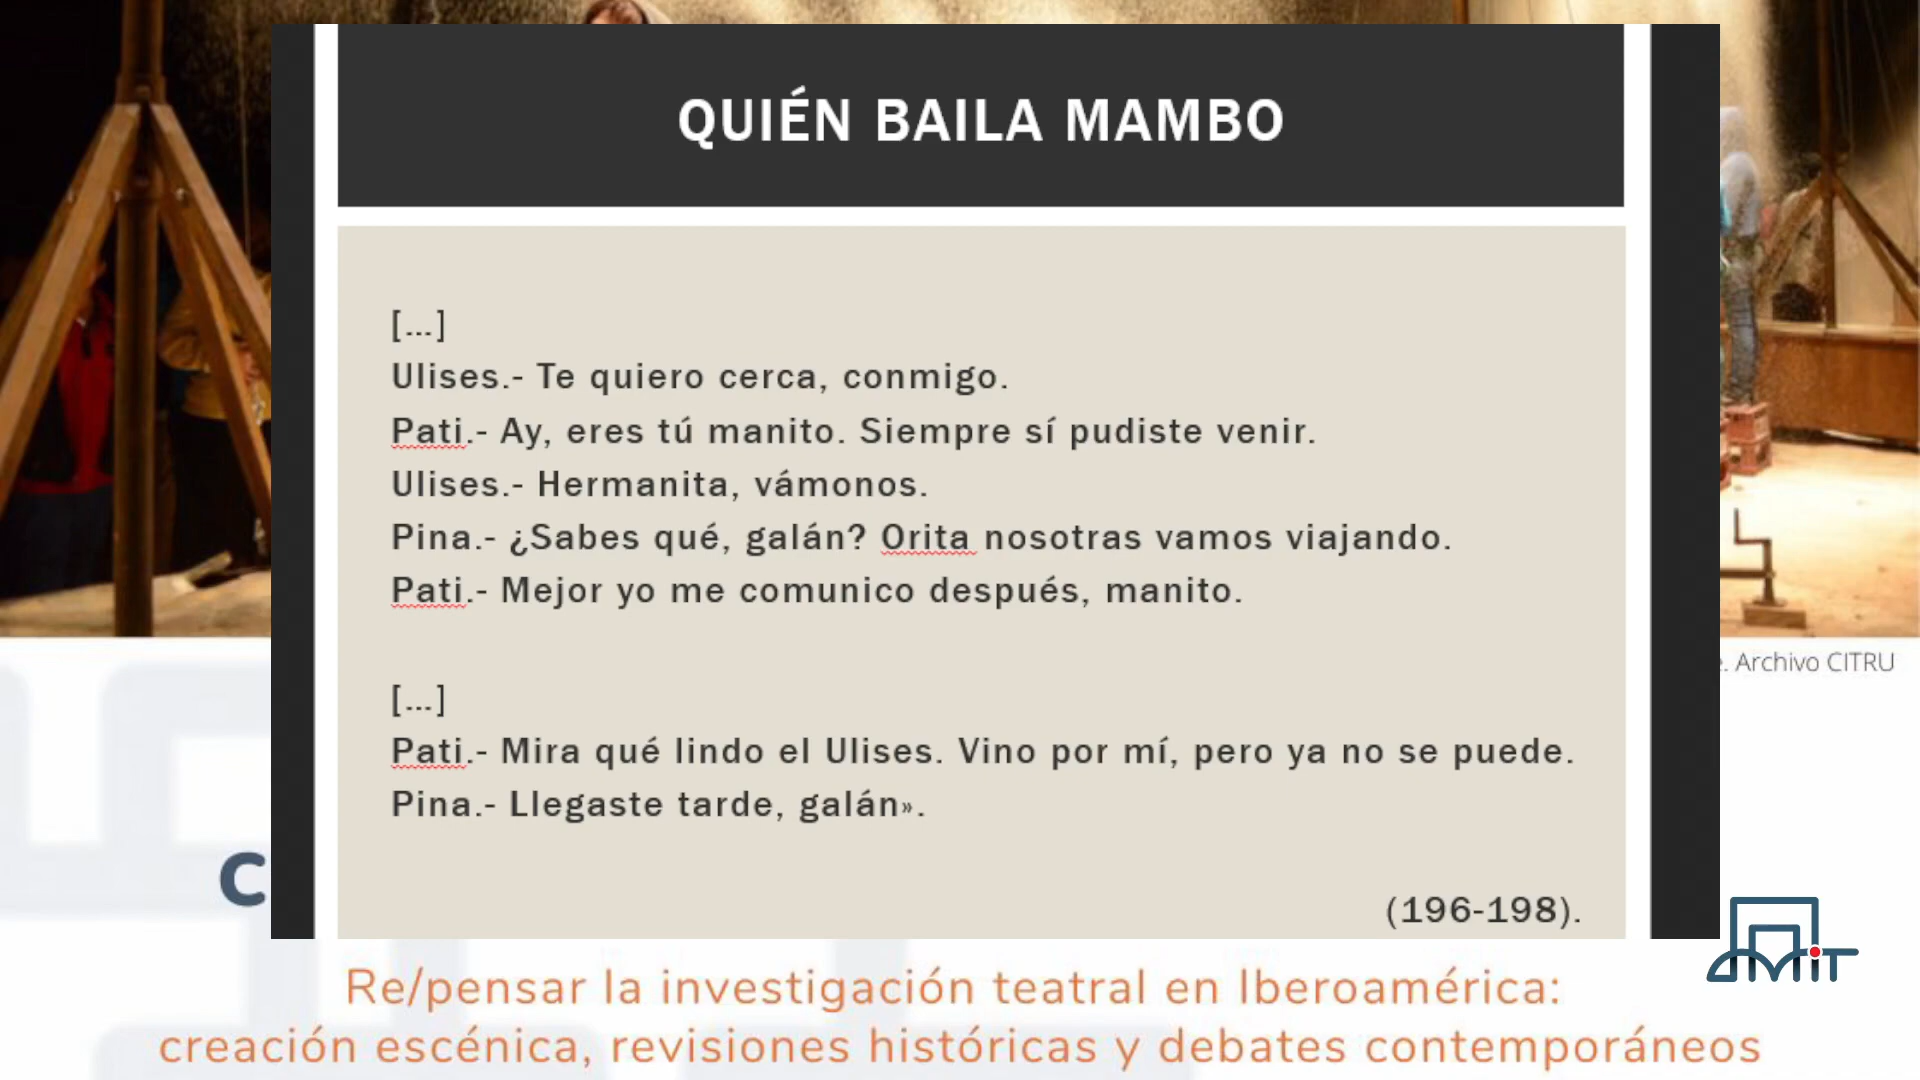 QUIÉN BAILA MAMBO
[...]
Ulises.- Te quiero cerca, conmigo.
Pati.- Ay, eres tú manito. Siempre sí pudiste venir.
Ulises.- Hermanita, vámonos.
Pina.- ¿Sabes qué, galán? Orita nosotras vamos viajando.
Pati.- Mejor yo me comunico después, manito.
[...]
Pati.- Mira qué lindo el Ulises. Vino por mí, pero ya no se puede.
Pina.- Llegaste tarde, galán».
(196-198).
. Archivo CITRU
C
AMIT
Re/pensar la investigación teatral en Iberoamérica:
creación escénica, revisiones históricas y debates contemporáneos